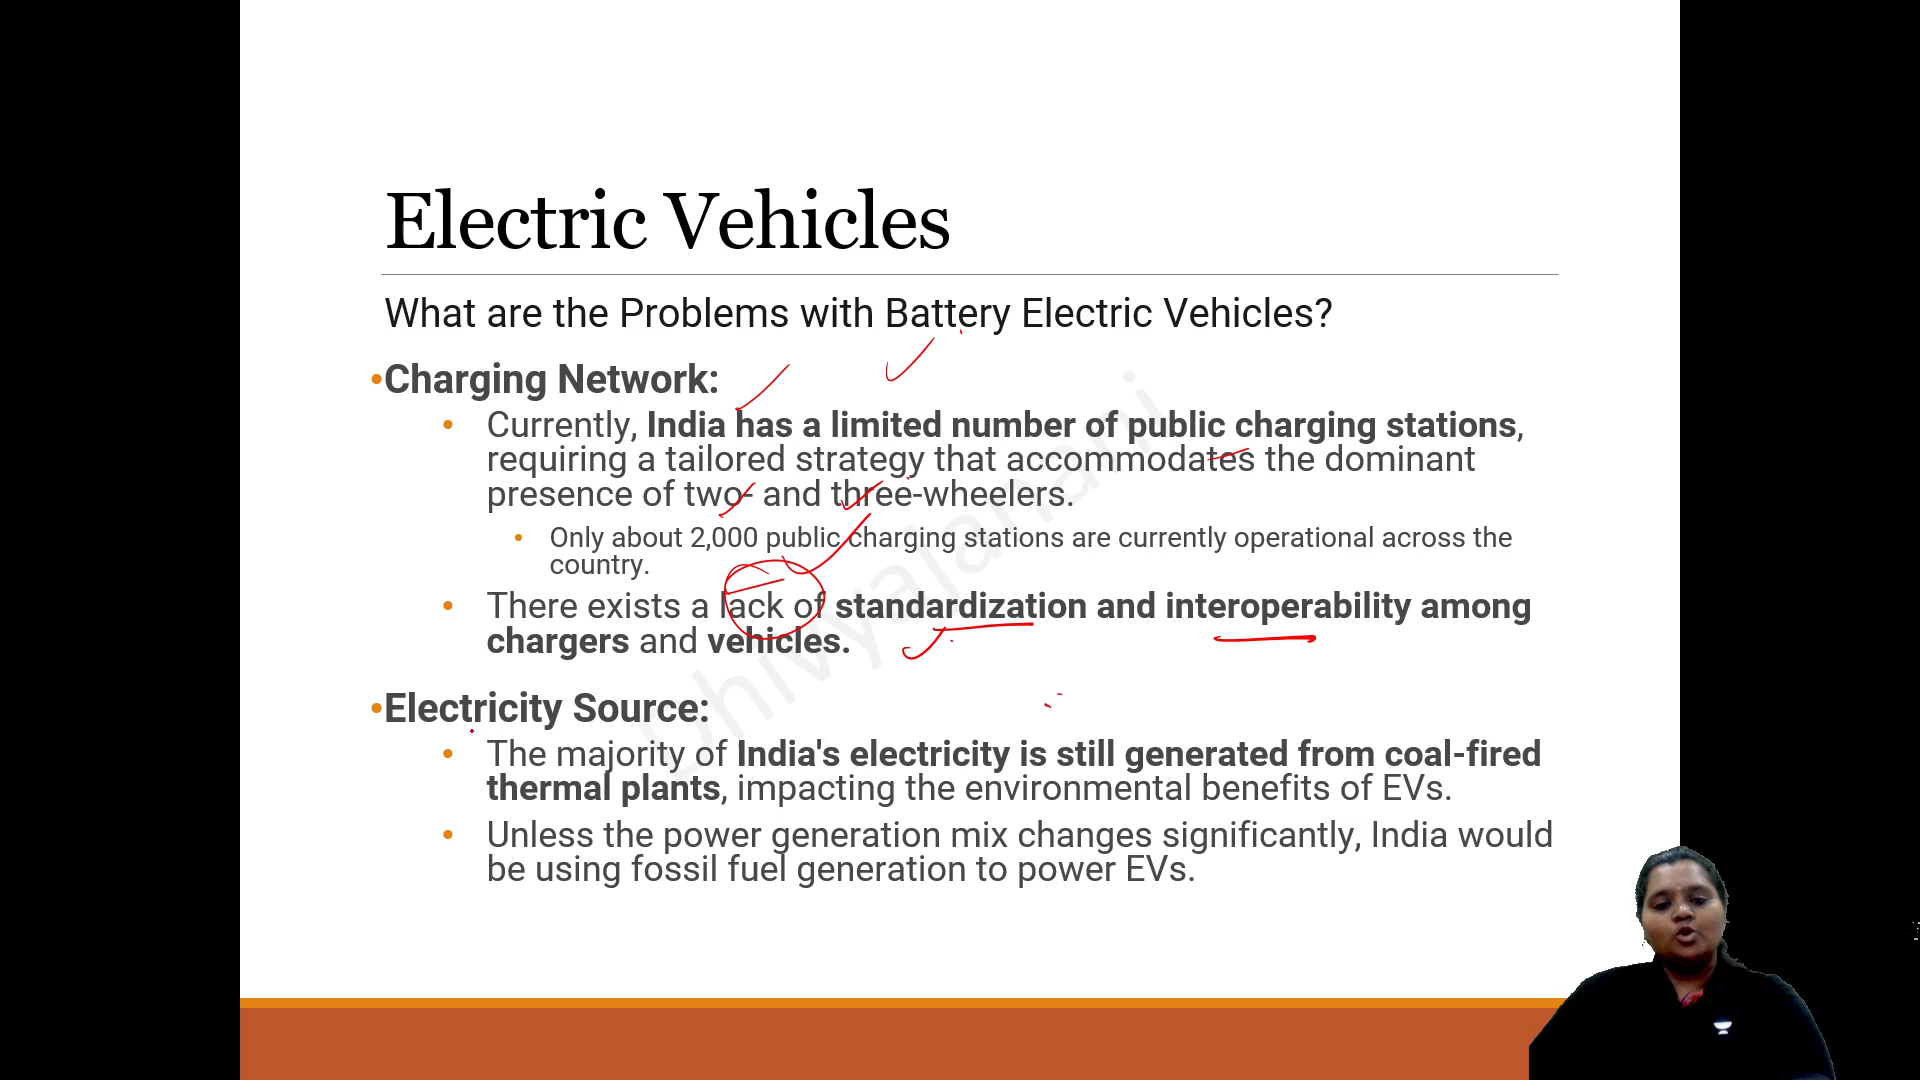 Electric Vehicles
What are the Problems with Battery Electric Vehicles?
•Charging Network:
• Currently, India has a limited number of public charging stations,
requiring a tailored strategy that accommodates the dominant
presence of two- and three-wheelers.
• Only about 2,000 public charging stations are currently operational across the
country.
• There exists a lack of standardization and interoperability among
chargers and vehicles.
•Electricity Source:
• The majority of India's electricity is still generated from coal-fired
thermal plants, impacting the environmental benefits of EVs.
• Unless the power generation mix changes significantly, India would
be using fossil fuel generation to power EVs.
Dhivyajanani